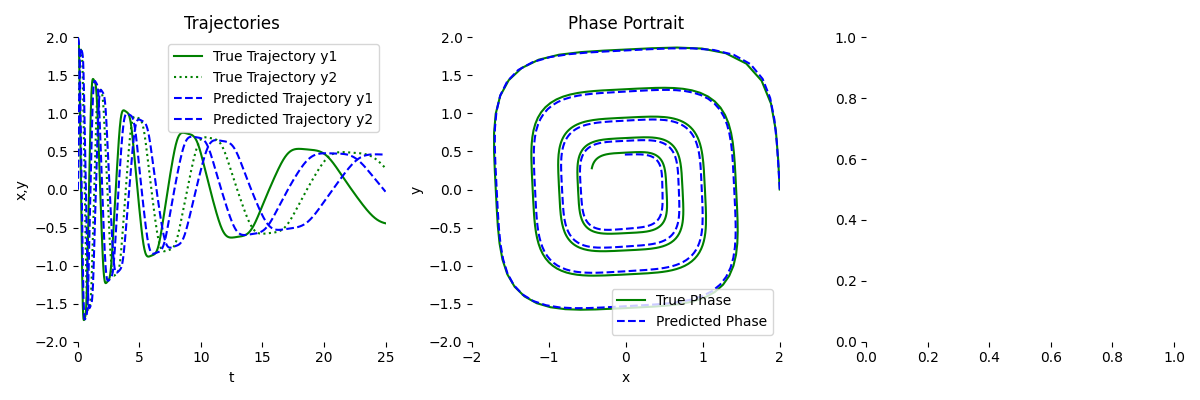 Trajectories
2.0
1.5
1.0
0.5
0.0
−0.5
−1.0
−1.5
−2.0
x,y
0 5 10 15 20 25
t
True Trajectory y1
True Trajectory y2
Predicted Trajectory y1
Predicted Trajectory y2
Phase Portrait
2.0
1.5
1.0
0.5
0.0
−0.5
−1.0
−1.5
−2.0
y
−2 −1 0 1 2
x
True Phase
Predicted Phase
1.0
0.8
0.6
0.4
0.2
0.0
0.0 0.2 0.4 0.6 0.8 1.0